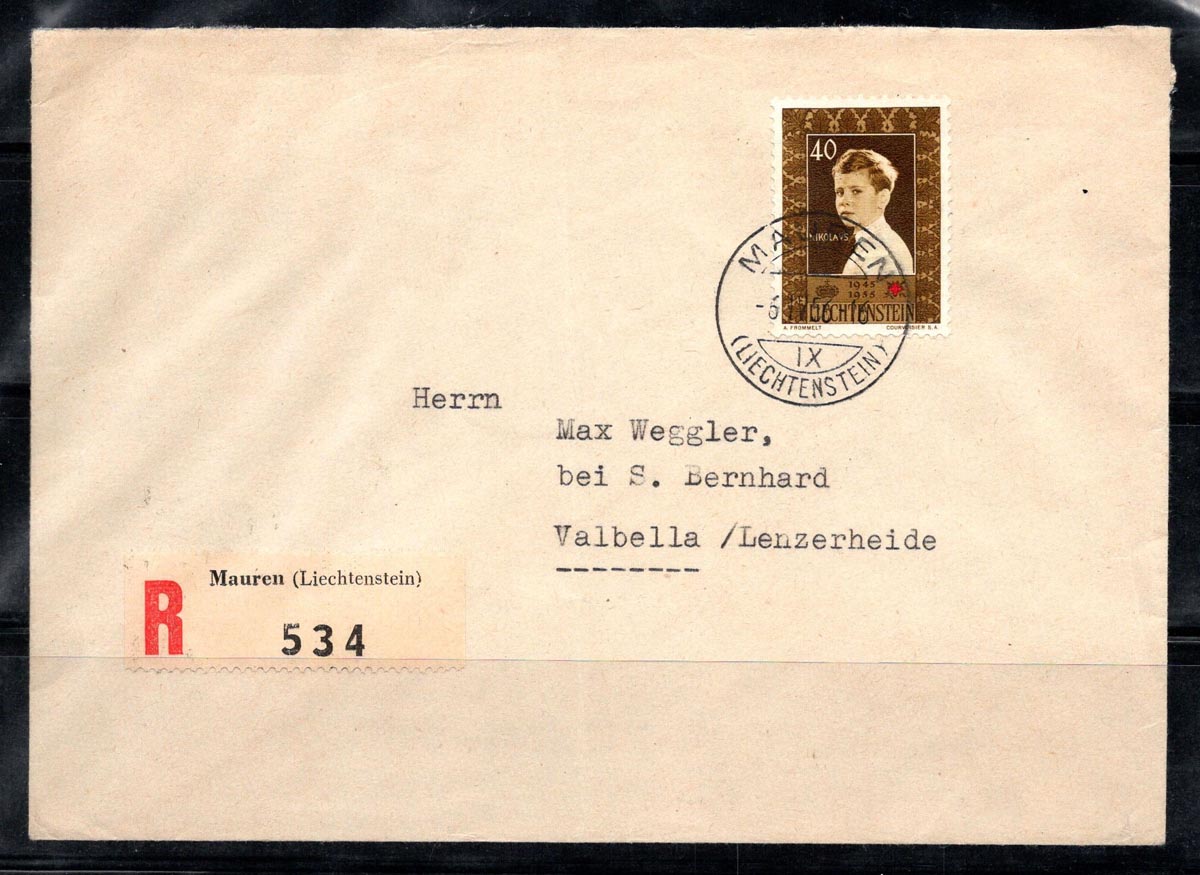 40
NIKOLAUS
1945
1955
LIECHTENSTEIN
A. FROMMELT COURVOISIER S.A.
MAUREN
IX
(LIECHTENSTEIN)
Herrn
Max Weggler,
bei S. Bernhard
Valbella /Lenzerheide
R
Mauren (Liechtenstein)
534